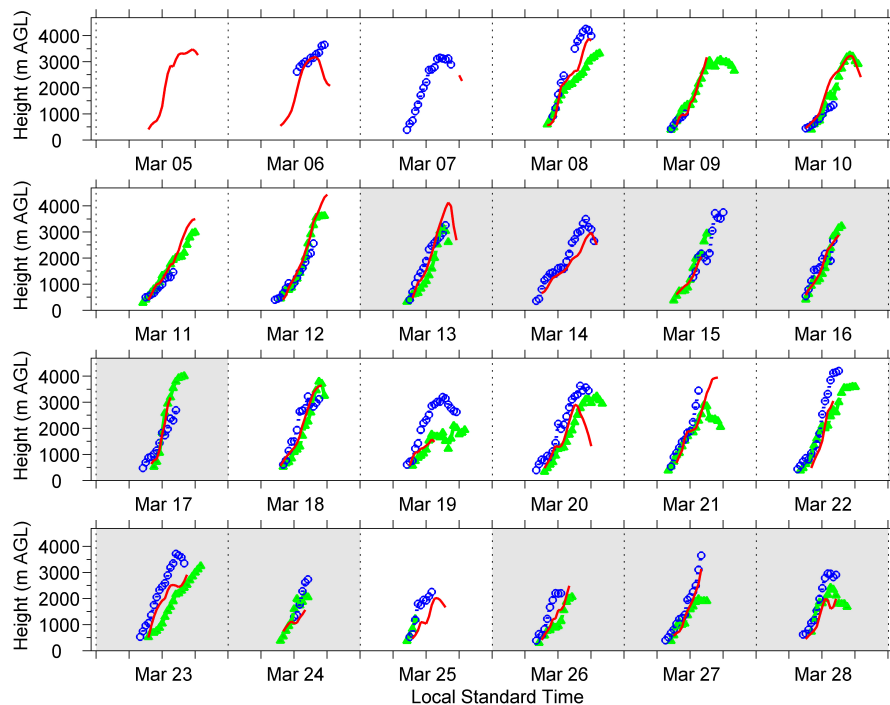 Height (m AGL)
4000
3000
2000
1000
0
Mar 05 Mar 06 Mar 07 Mar 08 Mar 09 Mar 10
Height (m AGL)
4000
3000
2000
1000
0
Mar 11 Mar 12 Mar 13 Mar 14 Mar 15 Mar 16
Height (m AGL)
4000
3000
2000
1000
0
Mar 17 Mar 18 Mar 19 Mar 20 Mar 21 Mar 22
Height (m AGL)
4000
3000
2000
1000
0
Mar 23 Mar 24 Mar 25 Mar 26 Mar 27 Mar 28
Local Standard Time